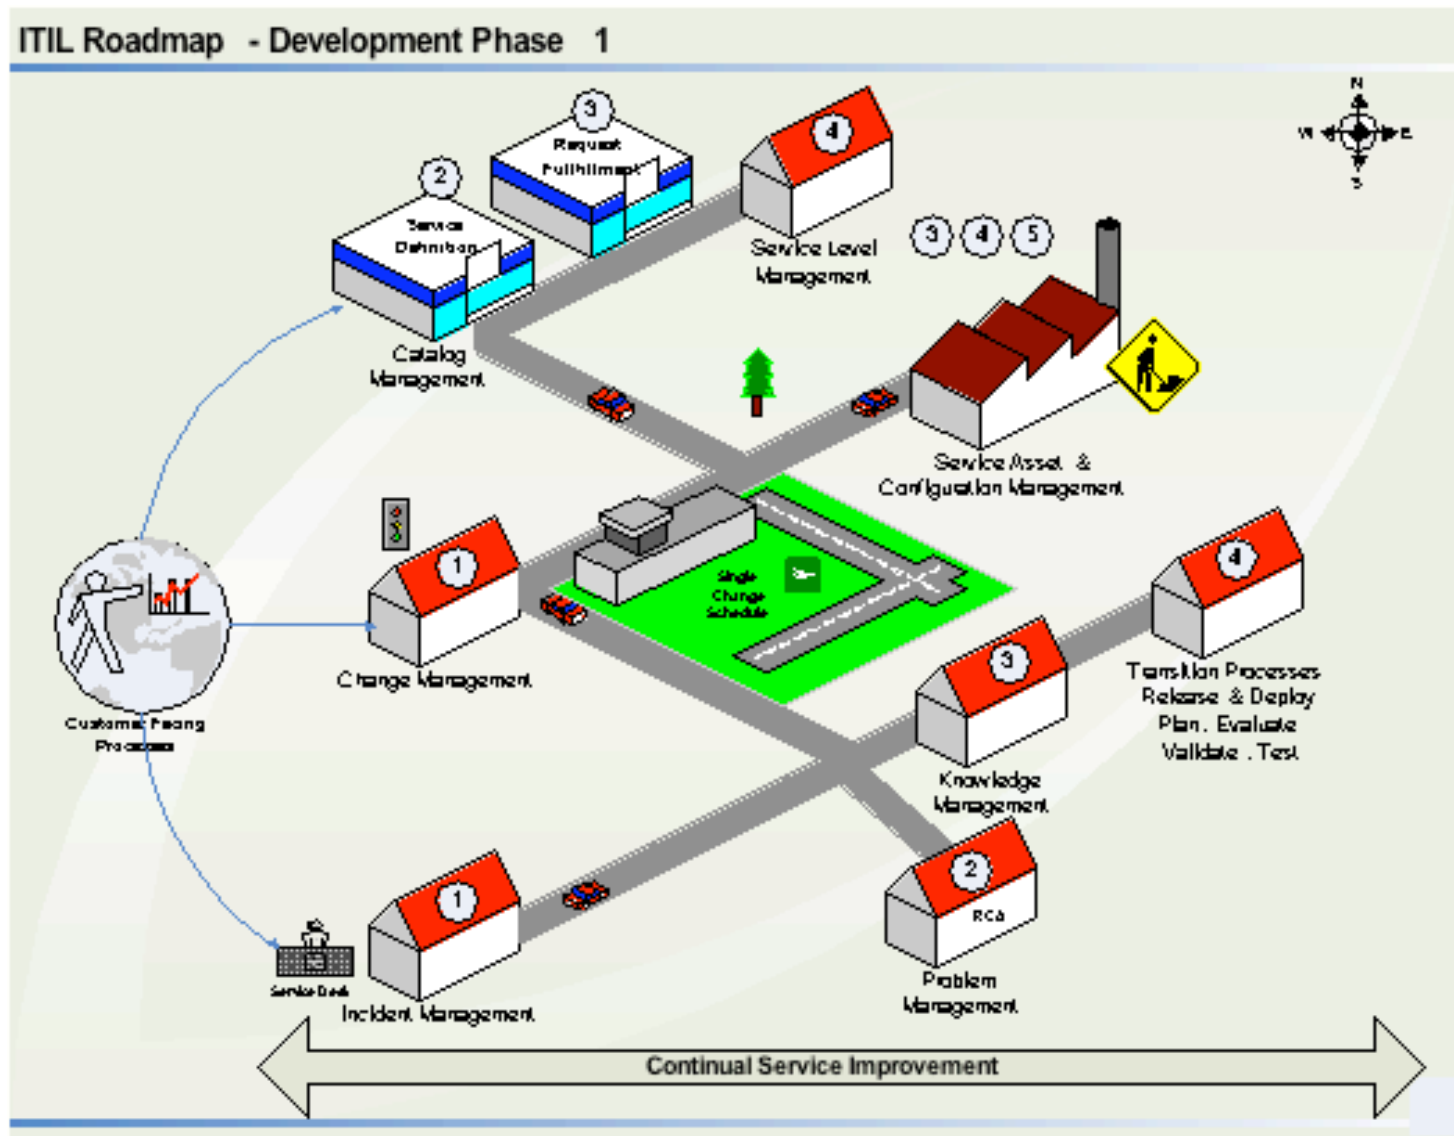 ITIL Roadmap - Development Phase 1
N
W
E
S
3
Request
Fullfillment
2
Service
Definition
4
Service Level
Management
3 4 5
Catalog
Management
Service Asset &
Configuration Management
1
Change Management
Single
Change
Schedule
4
Transition Processes
Release & Deploy
Plan, Evaluate
Validate, Test
3
Knowledge
Management
Customer Facing
Processes
1
Incident Management
Service Desk
2
RCA
Problem
Management
Continual Service Improvement